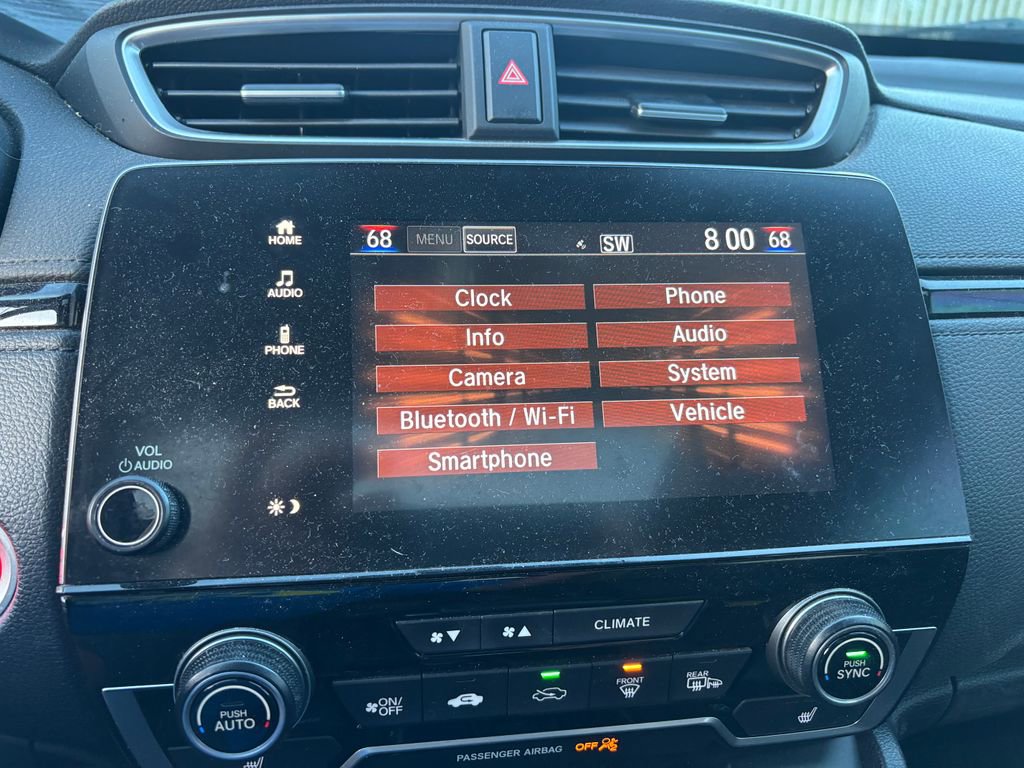 HOME
AUDIO
PHONE
BACK
VOL
AUDIO
68 MENU SOURCE SW 8 00 68
Clock Phone
Info Audio
Camera System
Bluetooth / Wi-Fi Vehicle
Smartphone
CLIMATE
ON/
OFF
FRONT
REAR
PUSH
AUTO
PUSH
SYNC
PASSENGER AIRBAG OFF